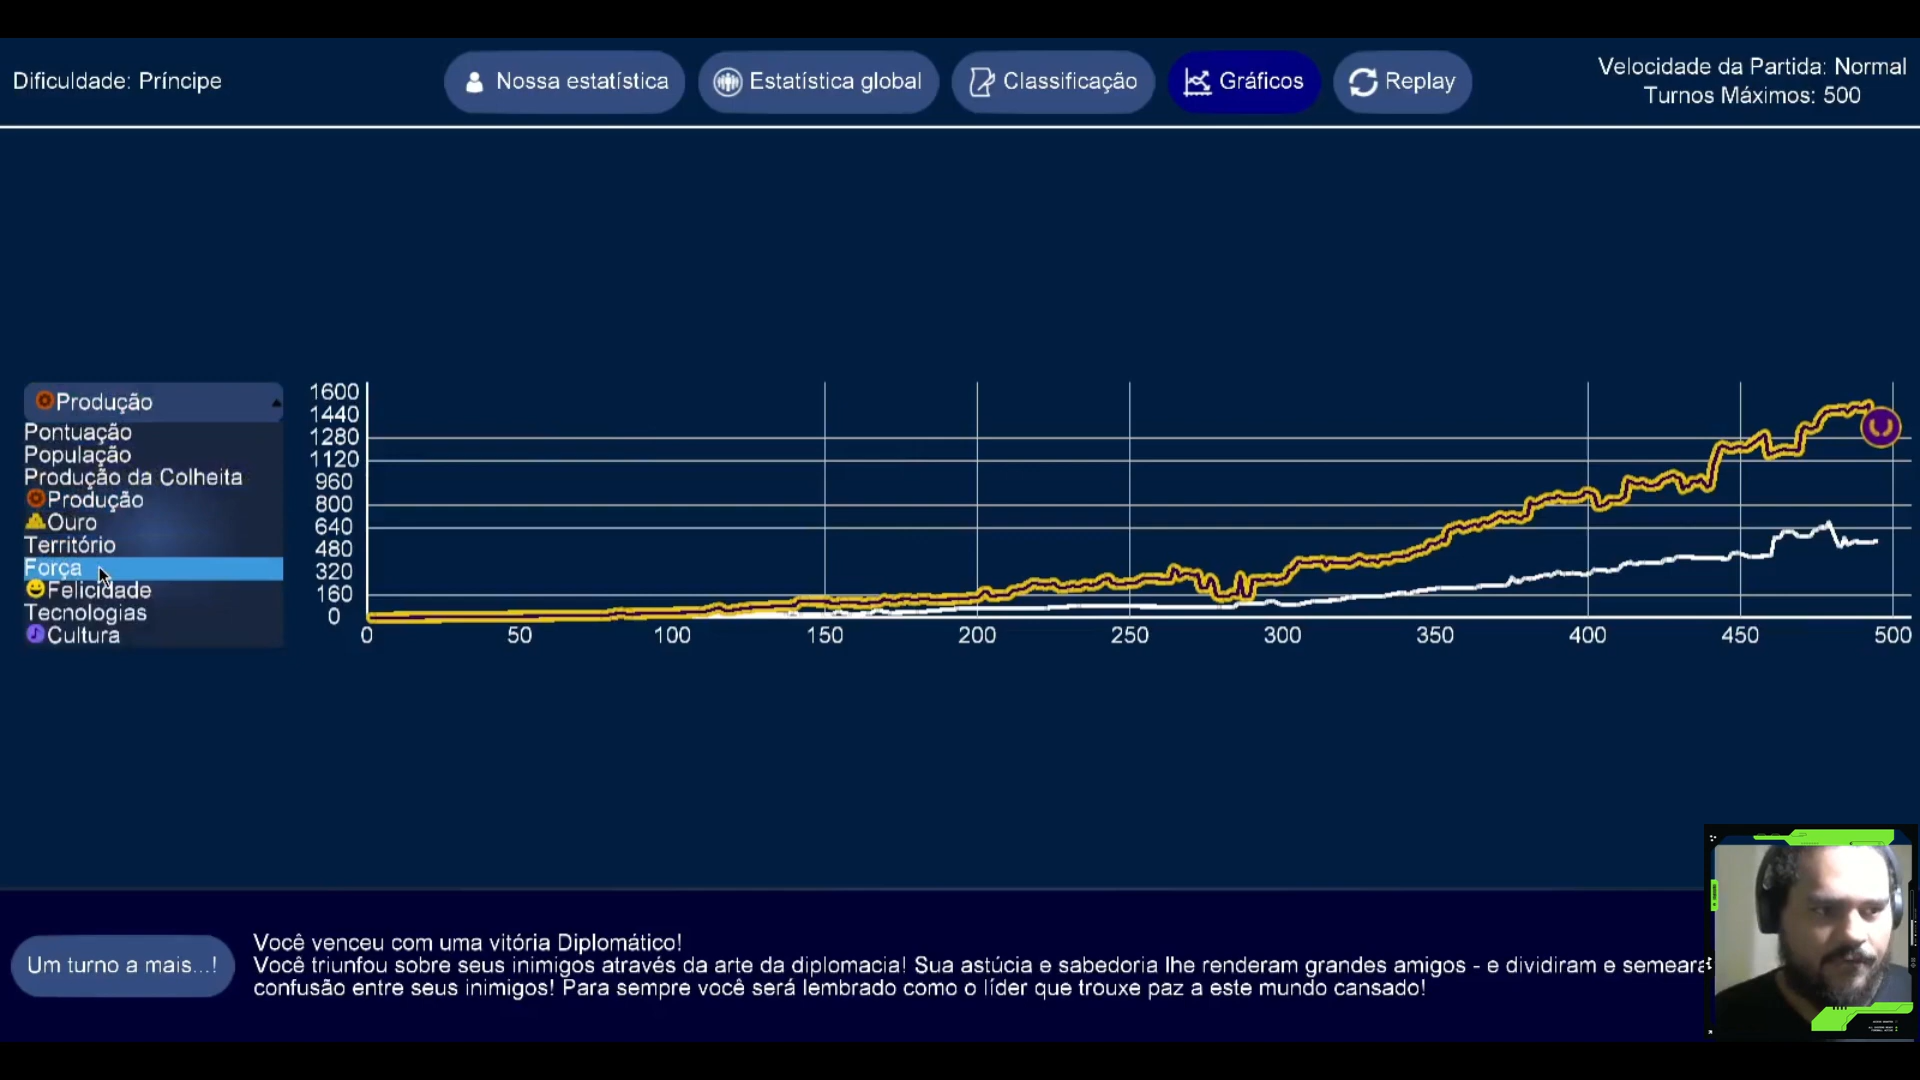 Dificuldade: Príncipe
Nossa estatística
Estatística global
Classificação
Gráficos
Replay
Velocidade da Partida: Normal
Turnos Máximos: 500
Produção
Pontuação
População
Produção da Colheita
Produção
Ouro
Território
Força
Felicidade
Tecnologias
Cultura
1600
1440
1280
1120
960
800
640
480
320
160
0
0 50 100 150 200 250 300 350 400 450 500
Um turno a mais...!
Você venceu com uma vitória Diplomático!
Você triunfou sobre seus inimigos através da arte da diplomacia! Sua astúcia e sabedoria lhe renderam grandes amigos - e dividiram e semeara
confusão entre seus inimigos! Para sempre você será lembrado como o líder que trouxe paz a este mundo cansado!